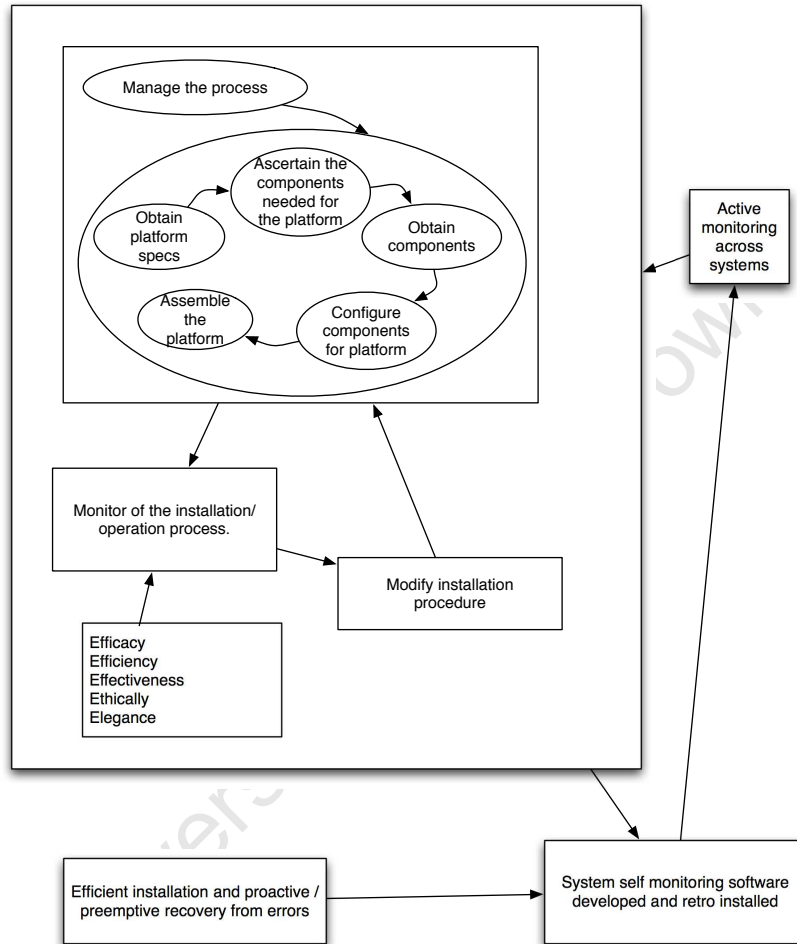 Manage the process
Ascertain the
components
needed for
the platform
Obtain
platform
specs
Obtain
components
Assemble
the
platform
Configure
components
for platform
Active
monitoring
across
systems
Monitor of the installation/
operation process.
Modify installation
procedure
Efficacy
Efficiency
Effectiveness
Ethically
Elegance
Efficient installation and proactive /
preemptive recovery from errors
System self monitoring software
developed and retro installed